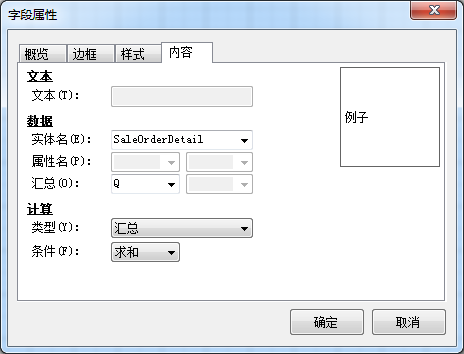 字段属性
概览 边框 样式 内容
文本
文本(T):
例子
数据
实体名(E): SaleOrderDetail
属性名(P):
汇总(O): Q
计算
类型(Y): 汇总
条件(F): 求和
确定 取消